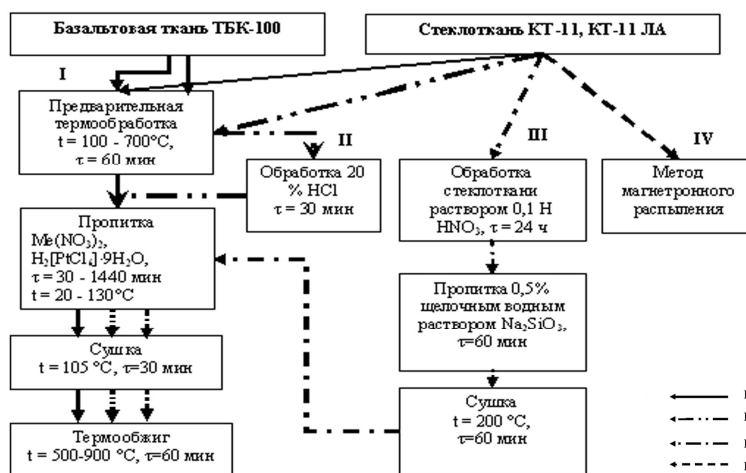 Базальтовая ткань ТБК-100
Стеклоткань КТ-11, КТ-11 ЛА
I
Предварительная
термообработка
t = 100 - 700°C,
τ = 60 мин
II
Обработка 20
% HCl
τ = 30 мин
III
Обработка
стеклоткани
раствором 0,1 Н
HNO₃, τ = 24 ч
IV
Метод
магнетронного
распыления
Пропитка
Me(NO₃)₂,
H₂[PtCl₆]·9H₂O,
τ = 30 - 1440 мин
t = 20 - 130°C
Пропитка 0,5%
щелочным водным
раствором Na₂SiO₃,
τ=60 мин
Сушка
t = 105 °C, τ=30 мин
Сушка
t = 200 °C,
τ=60 мин
Термообжиг
t = 500-900 °C, τ=60 мин